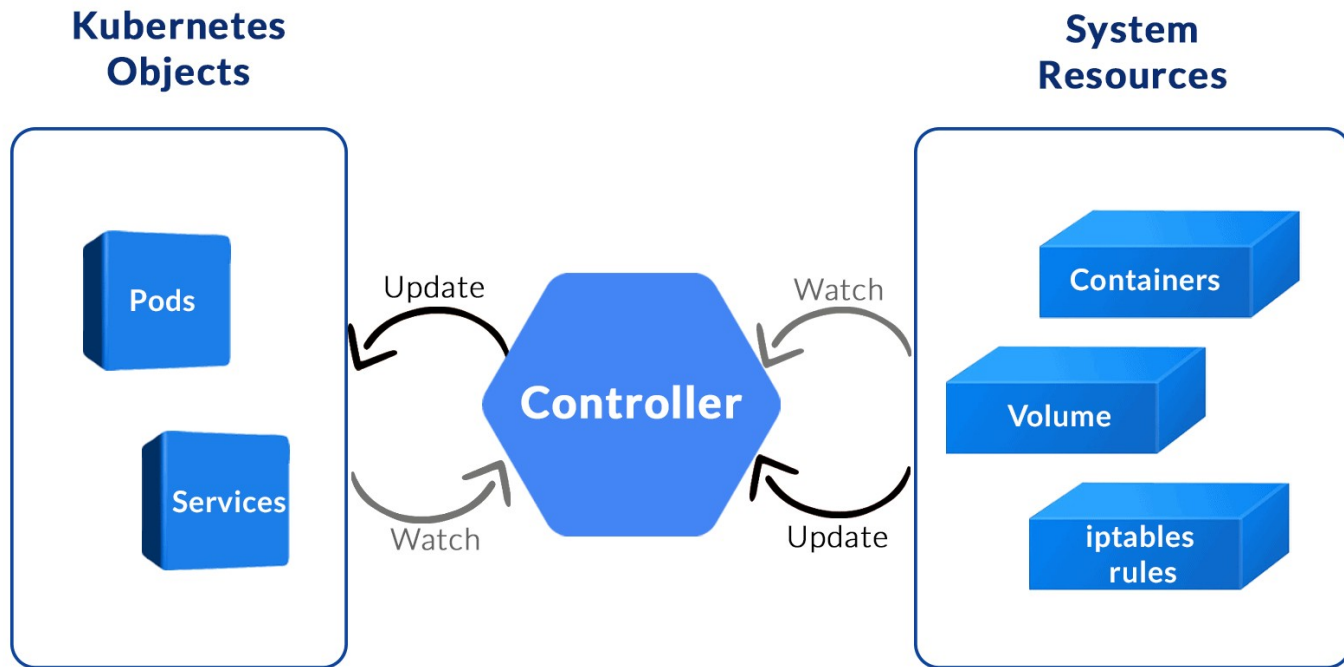 Kubernetes
Objects
System
Resources
Pods
Services
Update
Watch
Controller
Watch
Update
Containers
Volume
iptables
rules